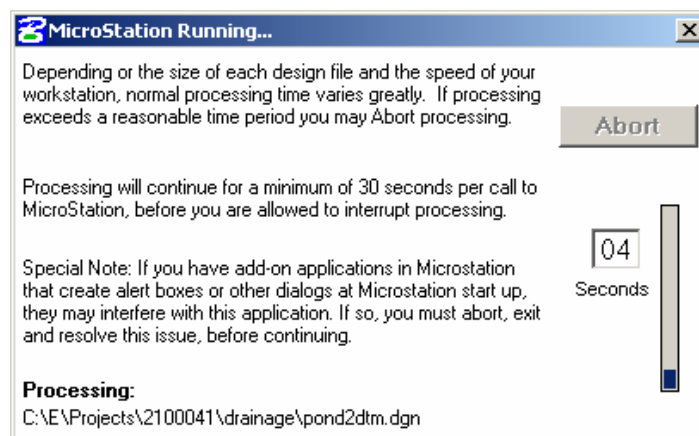 MicroStation Running...
Depending or the size of each design file and the speed of your
workstation, normal processing time varies greatly. If processing
exceeds a reasonable time period you may Abort processing.
Abort
Processing will continue for a minimum of 30 seconds per call to
MicroStation, before you are allowed to interrupt processing.
04
Seconds
Special Note: If you have add-on applications in Microstation
that create alert boxes or other dialogs at Microstation start up,
they may interfere with this application. If so, you must abort, exit
and resolve this issue, before continuing.
Processing:
C:\E\Projects\2100041\drainage\pond2dtm.dgn